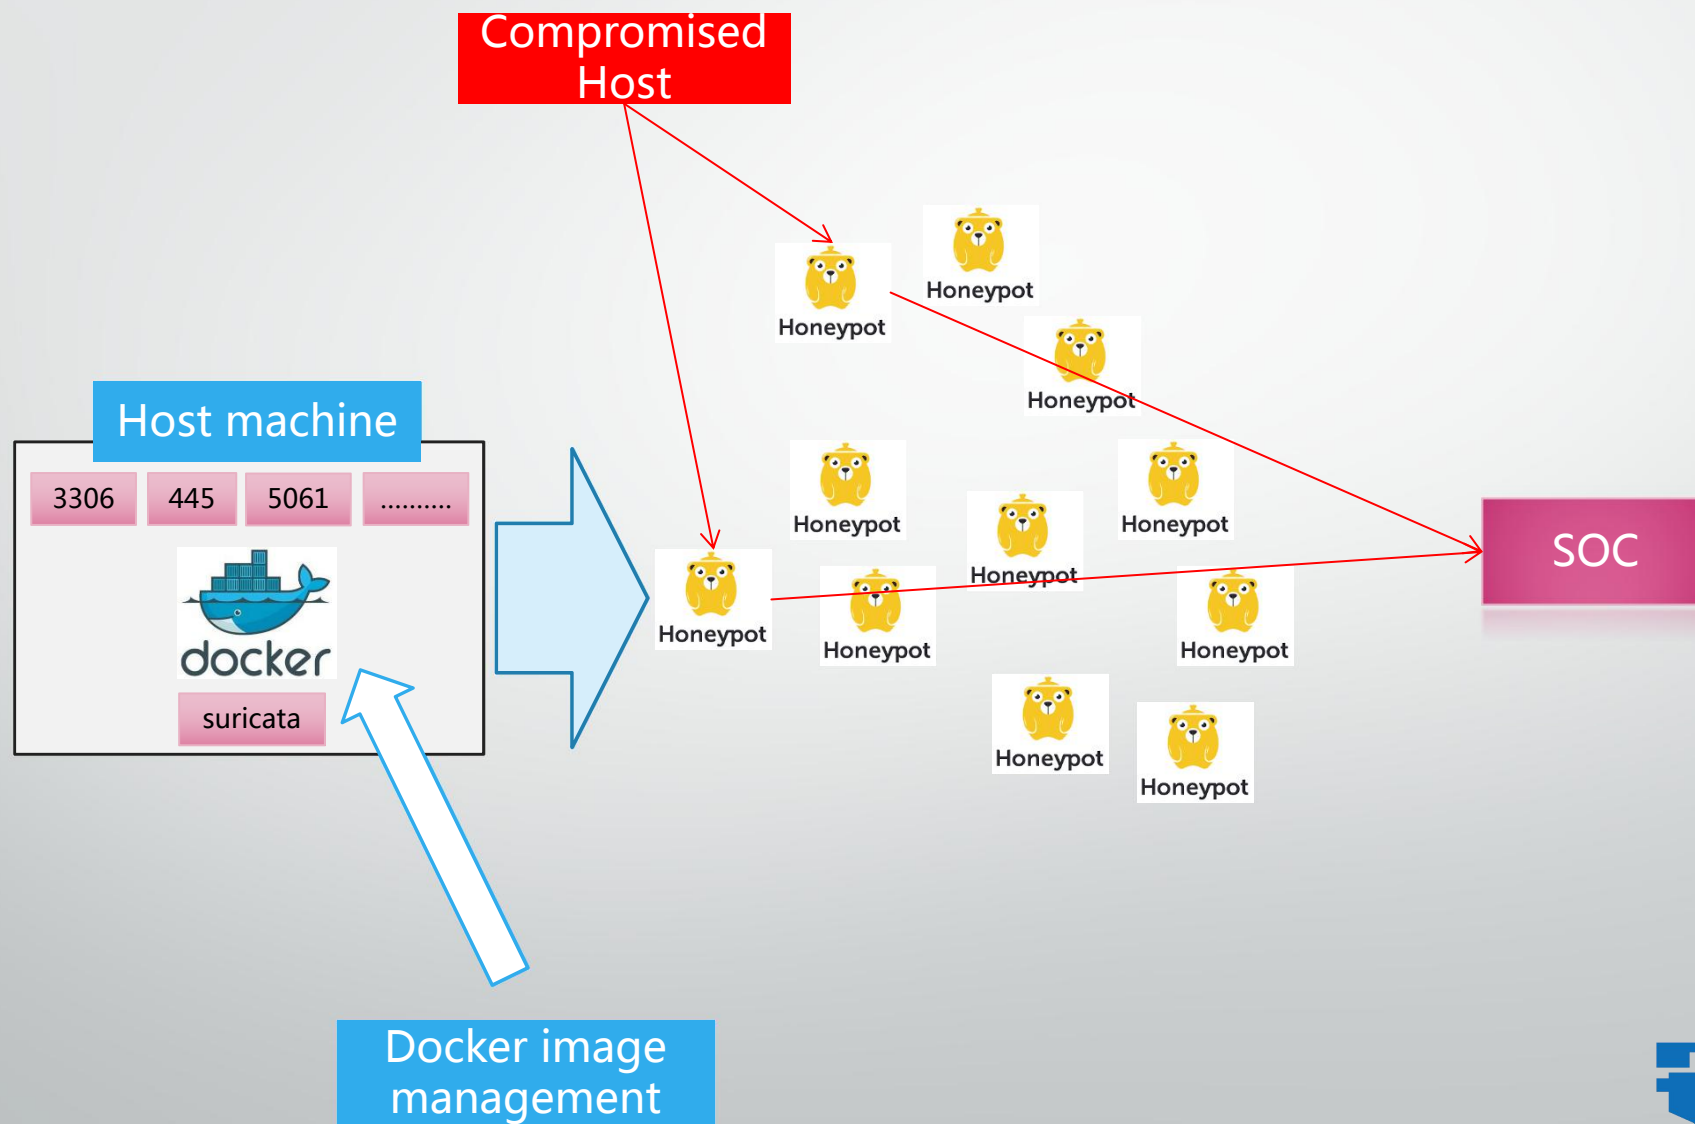 Compromised
Host
Honeypot
Honeypot
Honeypot
Host machine
3306
445
5061
..........
docker
suricata
Honeypot
Honeypot
Honeypot
Honeypot
Honeypot
Honeypot
Honeypot
Honeypot
SOC
Docker image
management
Honeypot